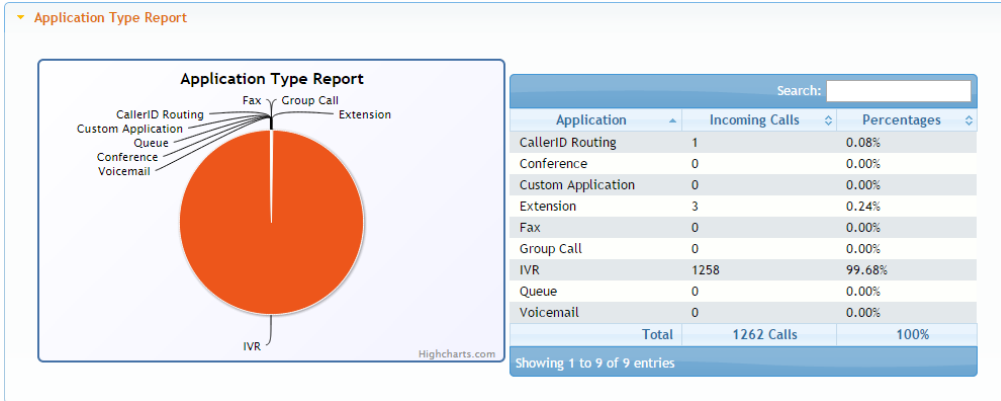 Application Type Report
Application Type Report
Fax Group Call
CallerID Routing Extension
Custom Application
Queue
Conference
Voicemail
IVR
Highcharts.com
Search:
Application Incoming Calls Percentages
CallerID Routing 1 0.08%
Conference 0 0.00%
Custom Application 0 0.00%
Extension 3 0.24%
Fax 0 0.00%
Group Call 0 0.00%
IVR 1258 99.68%
Queue 0 0.00%
Voicemail 0 0.00%
Total 1262 Calls 100%
Showing 1 to 9 of 9 entries